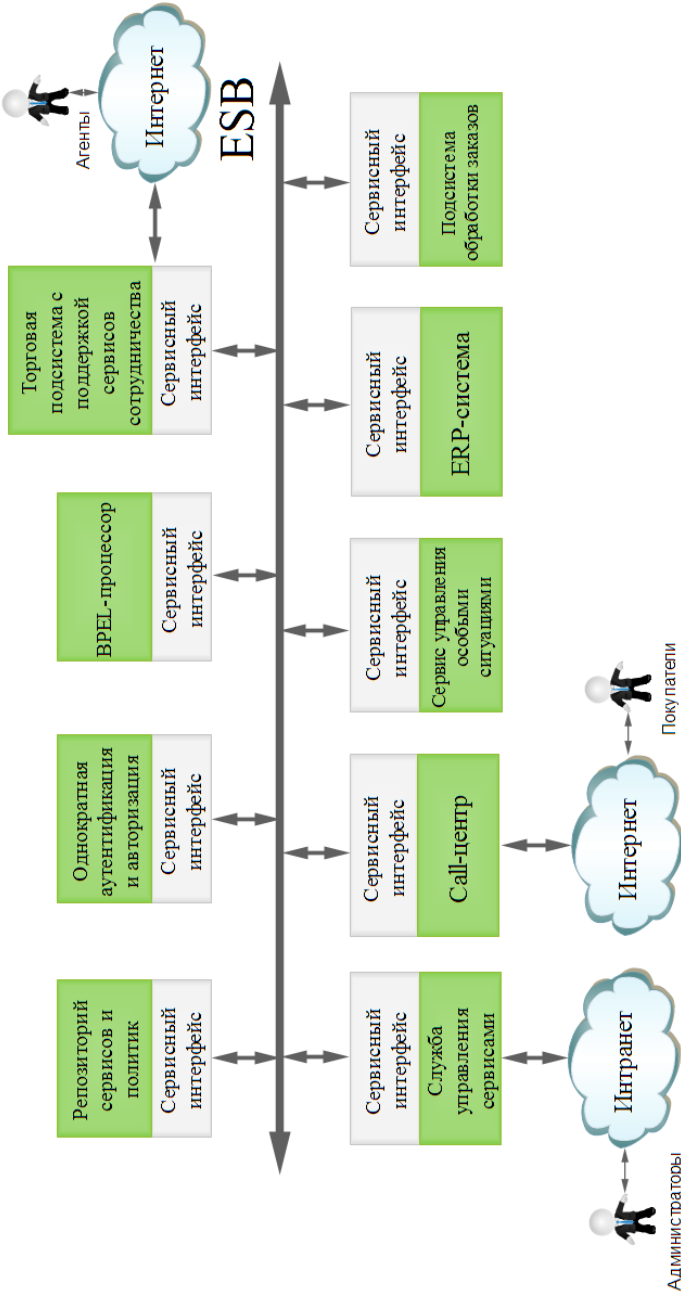 Репозиторий
сервисов и
политик
Сервисный
интерфейс
Однократная
аутентификация
и авторизация
Сервисный
интерфейс
BPEL-процессор
Сервисный
интерфейс
Торговая
подсистема с
поддержкой
сервисов
сотрудничества
Сервисный
интерфейс
Агенты
Интернет
ESB
Сервисный
интерфейс
Служба
управления
сервисами
Сервисный
интерфейс
Call-центр
Сервисный
интерфейс
Сервис управления
особыми
ситуациями
Сервисный
интерфейс
ERP-система
Сервисный
интерфейс
Подсистема
обработки заказов
Администраторы
Интранет
Интернет
Покупатели